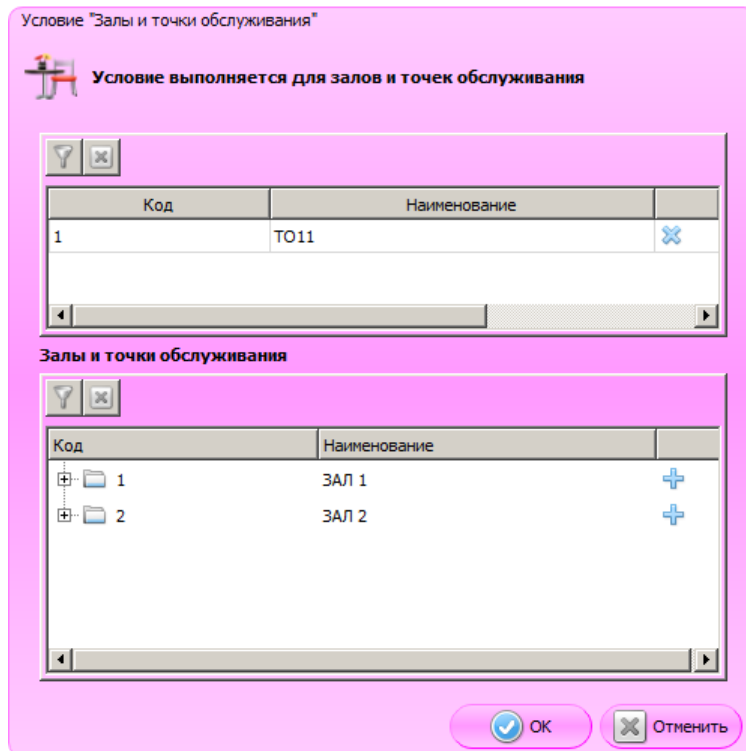 Условие "Залы и точки обслуживания"
Условие выполняется для залов и точек обслуживания
Код Наименование
1 ТО11
Залы и точки обслуживания
Код Наименование
1 ЗАЛ 1
2 ЗАЛ 2
ОК Отменить